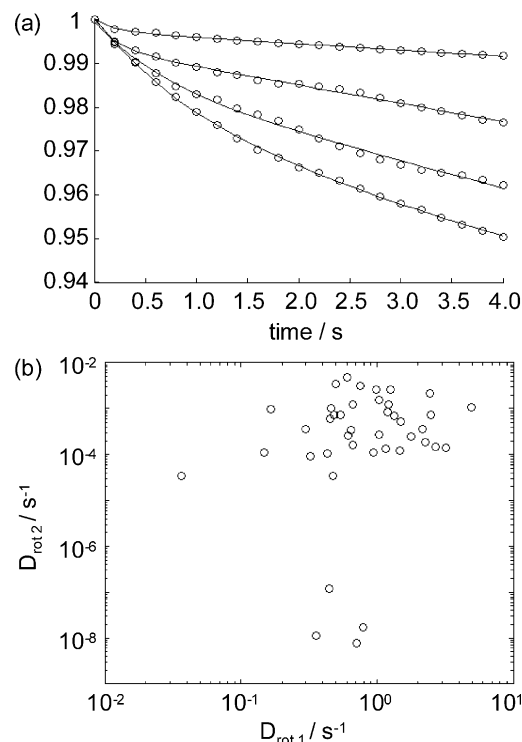 (a)
1
0.99
0.98
0.97
0.96
0.95
0.94
0 0.5 1.0 1.5 2.0 2.5 3.0 3.5 4.0
time / s
(b)
10⁻²
10⁻⁴
10⁻⁶
10⁻⁸
D_rot 2 / s⁻¹
10⁻² 10⁻¹ 10⁰ 10¹
D_rot 1 / s⁻¹